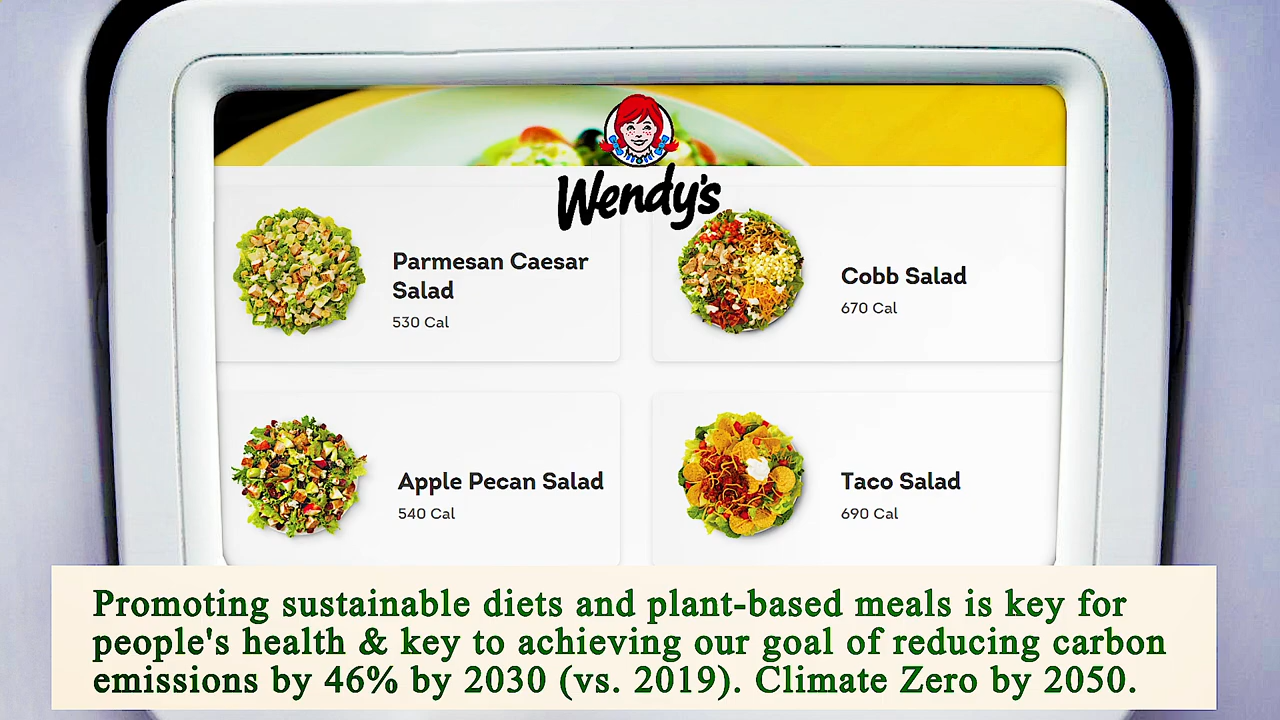 Wendy's
Parmesan Caesar
Salad
530 Cal
Cobb Salad
670 Cal
Apple Pecan Salad
540 Cal
Taco Salad
690 Cal
Promoting sustainable diets and plant-based meals is key for
people's health & key to achieving our goal of reducing carbon
emissions by 46% by 2030 (vs. 2019). Climate Zero by 2050.